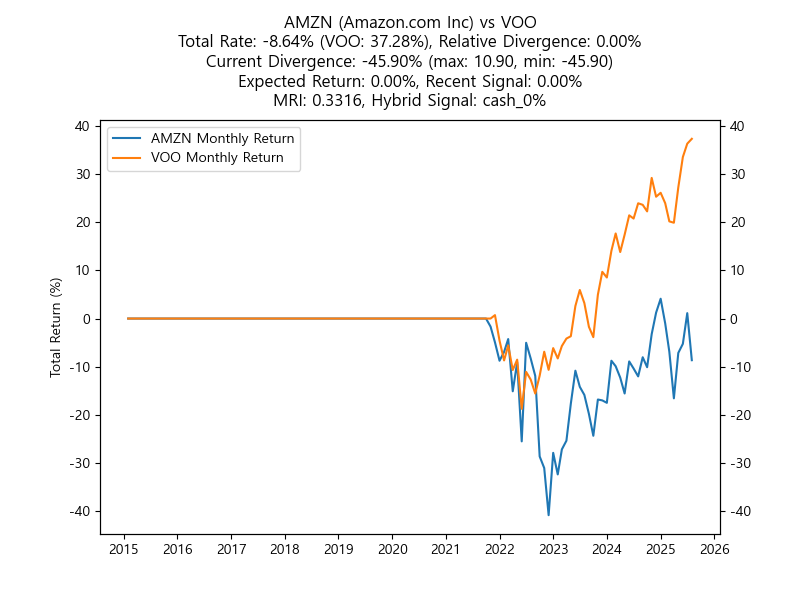 AMZN (Amazon.com Inc) vs VOO
Total Rate: -8.64% (VOO: 37.28%), Relative Divergence: 0.00%
Current Divergence: -45.90% (max: 10.90, min: -45.90)
Expected Return: 0.00%, Recent Signal: 0.00%
MRI: 0.3316, Hybrid Signal: cash_0%
AMZN Monthly Return
VOO Monthly Return
Total Return (%)
40
30
20
10
0
-10
-20
-30
-40
40
30
20
10
0
-10
-20
-30
-40
2015 2016 2017 2018 2019 2020 2021 2022 2023 2024 2025 2026